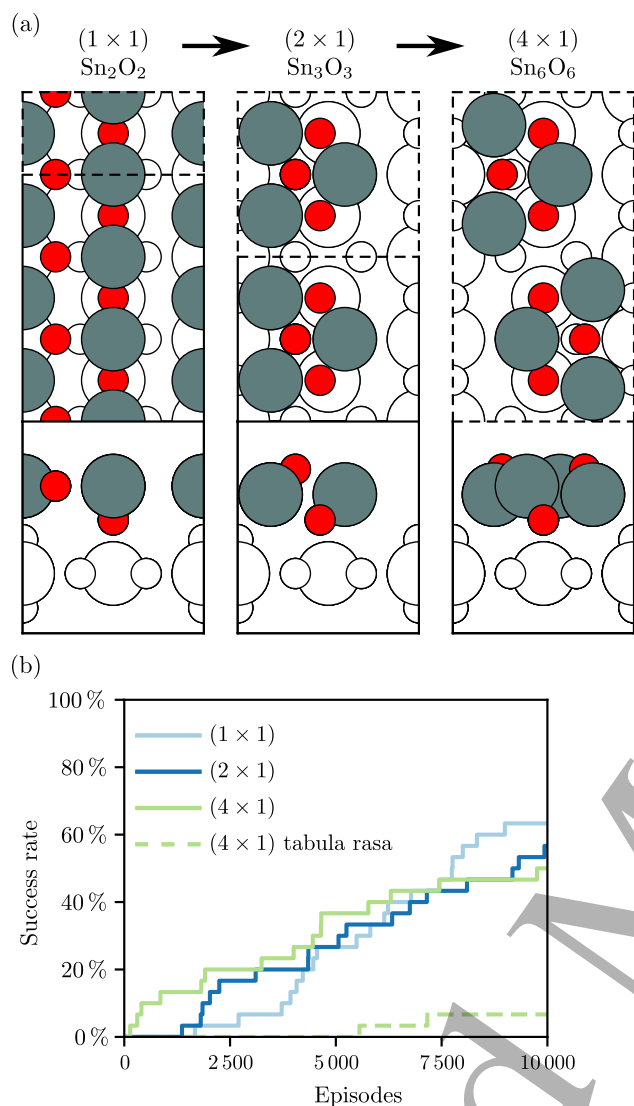 (a)
(1 × 1) (2 × 1) (4 × 1)
Sn₂O₂ Sn₃O₃ Sn₆O₆
(b)
100 %
80 %
60 %
40 %
20 %
0 %
Success rate
(1 × 1)
(2 × 1)
(4 × 1)
(4 × 1) tabula rasa
0 2 500 5 000 7 500 10 000
Episodes
d M